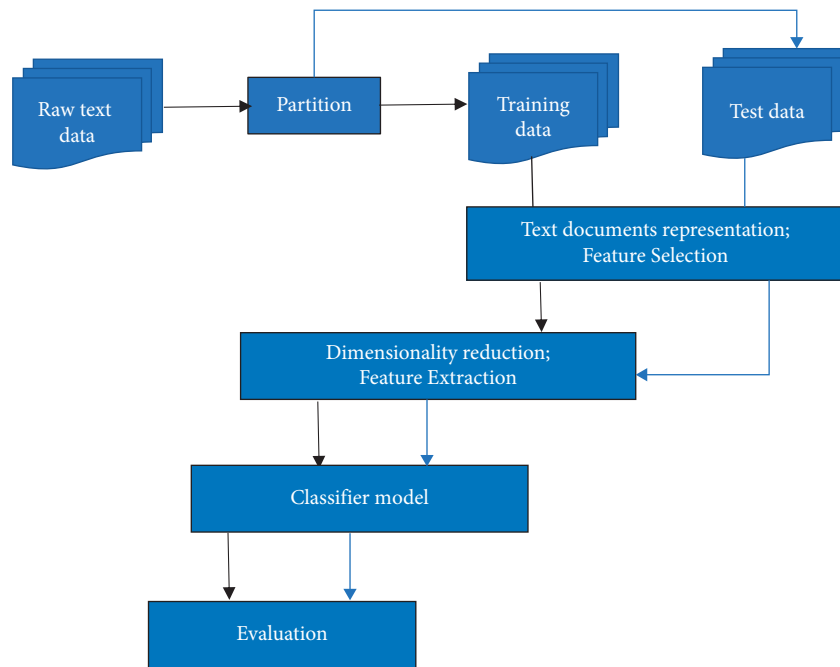 Raw text
data
Partition
Training
data
Test data
Text documents representation;
Feature Selection
Dimensionality reduction;
Feature Extraction
Classifier model
Evaluation